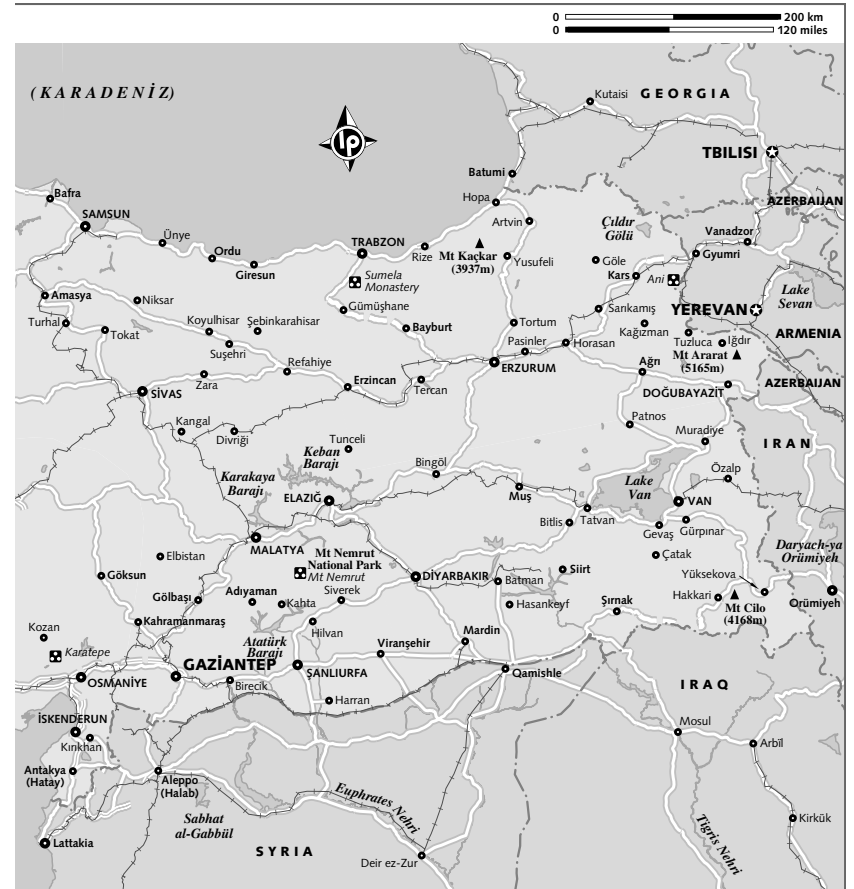 0 200 km
0 120 miles
(KARADENİZ)
GEORGIA
Kutaisi
lp
TBILISI
Batumi
Bafra
Hopa
AZERBAIJAN
SAMSUN
Artvin
Çıldır
Gölü
Ünye
Ordu
TRABZON
Vanadzor
Giresun
Rize
Mt Kaçkar
(3937m)
Yusufeli
Göle
Gyumri
Kars
Ani
Sumela
Monastery
Lake
Sevan
Amasya
Niksar
Gümüşhane
Sarıkamış
YEREVAN
Turhal
Tokat
Koyulhisar
Şebinkarahisar
Bayburt
Tortum
Kağızman
Tuzluca
Iğdır
ARMENIA
Suşehri
Pasinler
Horasan
Mt Ararat
(5165m)
Refahiye
ERZURUM
Ağrı
Zara
Erzincan
Tercan
DOĞUBAYAZIT
AZERBAIJAN
SİVAS
Kangal
Divriği
Tunceli
Patnos
Muradiye
IRAN
Keban
Barajı
Karakaya
Barajı
Bingöl
Özalp
Lake
Van
ELAZIĞ
Muş
VAN
Tatvan
Bitlis
Gevaş
Gürpınar
MALATYA
Daryach-ya
Orümiyeh
Elbistan
Mt Nemrut
National Park
Mt Nemrut
Çatak
Göksun
DİYARBAKIR
Batman
Siirt
Yüksekova
Gölbaşı
Adıyaman
Siverek
Kahta
Hasankeyf
Şırnak
Hakkari
Mt Cilo
(4168m)
Orümiyeh
Kahramanmaraş
Kozan
Karatepe
Atatürk
Barajı
Hilvan
Viranşehir
Mardin
GAZİANTEP
ŞANLIURFA
Qamishle
OSMANİYE
Birecik
IRAQ
Harran
İSKENDERUN
Kırıkhan
Mosul
Arbīl
Antakya
(Hatay)
Aleppo
(Halab)
Euphrates Nehri
Sabhat
al-Gabbül
Tigris Nehri
Kirkūk
Lattakia
SYRIA
Deir ez-Zur